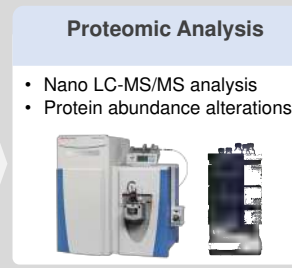 Proteomic Analysis
• Nano LC-MS/MS analysis
• Protein abundance alterations